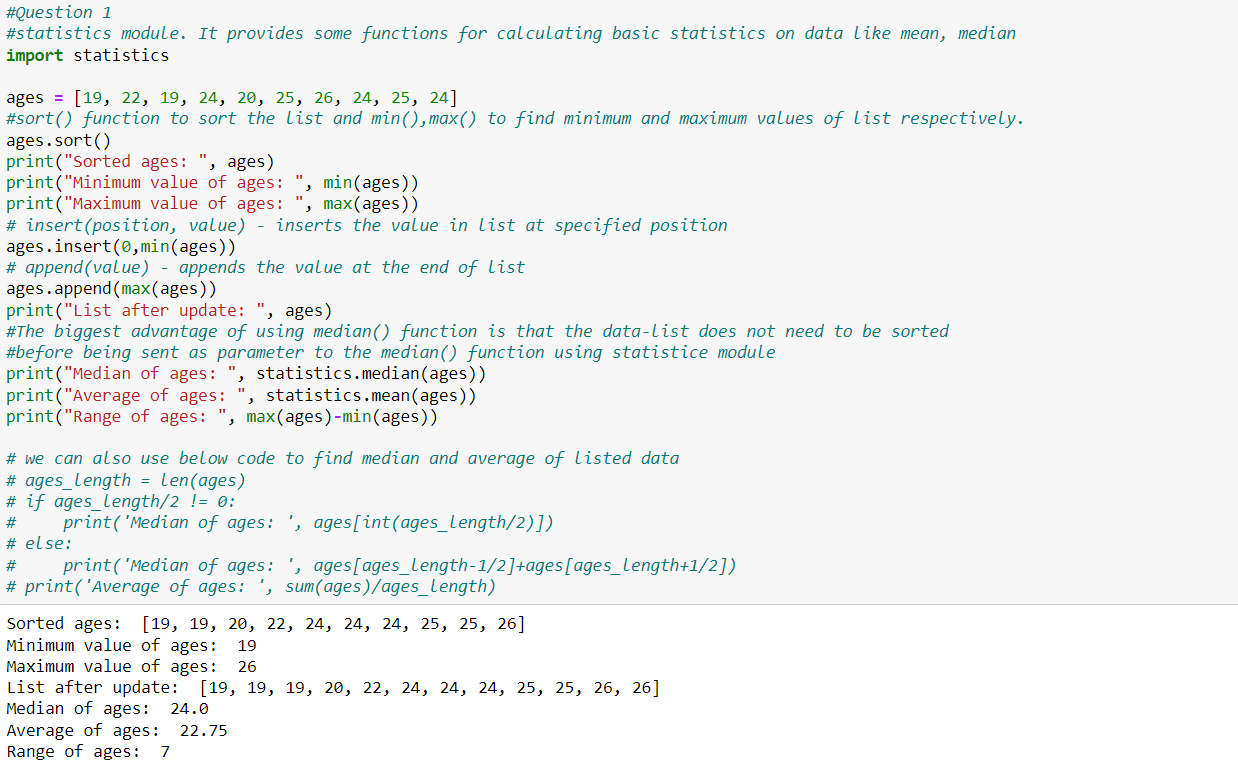 #Question 1
#statistics module. It provides some functions for calculating basic statistics on data like mean, median
import statistics

ages = [19, 22, 19, 24, 20, 25, 26, 24, 25, 24]
#sort() function to sort the list and min(),max() to find minimum and maximum values of list respectively.
ages.sort()
print("Sorted ages: ", ages)
print("Minimum value of ages: ", min(ages))
print("Maximum value of ages: ", max(ages))
# insert(position, value) - inserts the value in list at specified position
ages.insert(0,min(ages))
# append(value) - appends the value at the end of list
ages.append(max(ages))
print("List after update: ", ages)
#The biggest advantage of using median() function is that the data-list does not need to be sorted
#before being sent as parameter to the median() function using statistice module
print("Median of ages: ", statistics.median(ages))
print("Average of ages: ", statistics.mean(ages))
print("Range of ages: ", max(ages)-min(ages))

# we can also use below code to find median and average of listed data
# ages_length = len(ages)
# if ages_length/2 != 0:
#     print('Median of ages: ', ages[int(ages_length/2)])
# else:
#     print('Median of ages: ', ages[ages_length-1/2]+ages[ages_length+1/2])
# print('Average of ages: ', sum(ages)/ages_length)
Sorted ages:  [19, 19, 20, 22, 24, 24, 24, 25, 25, 26]
Minimum value of ages:  19
Maximum value of ages:  26
List after update:  [19, 19, 19, 20, 22, 24, 24, 24, 25, 25, 26, 26]
Median of ages:  24.0
Average of ages:  22.75
Range of ages:  7